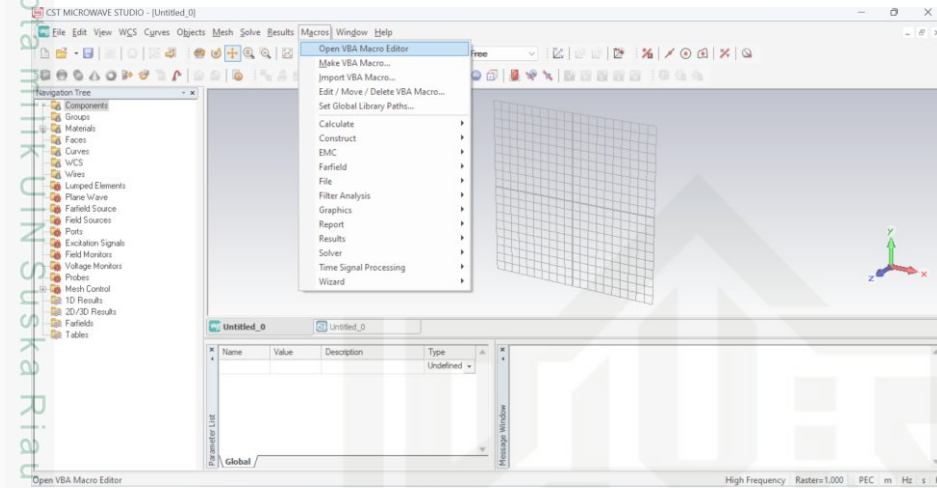 CST MICROWAVE STUDIO - [Untitled_0]
File Edit View WCS Curves Objects Mesh Solve Results Macros Window Help
Free
Open VBA Macro Editor
Make VBA Macro...
Import VBA Macro...
Edit / Move / Delete VBA Macro...
Set Global Library Paths...
Calculate
Construct
EMC
Farfield
File
Filter Analysis
Graphics
Report
Results
Solver
Time Signal Processing
Wizard
Navigation Tree
Components
Groups
Materials
Faces
Curves
WCS
Wires
Lumped Elements
Plane Wave
Farfield Source
Field Sources
Ports
Excitation Signals
Field Monitors
Voltage Monitors
Probes
Mesh Control
1D Results
2D/3D Results
Farfields
Tables
y
z
x
Untitled_0
Untitled_0
Name Value Description Type
Undefined
Parameter List
Global
Message Window
Open VBA Macro Editor
High Frequency Raster=1.000 PEC m Hz s
milik UIN Suska Riau